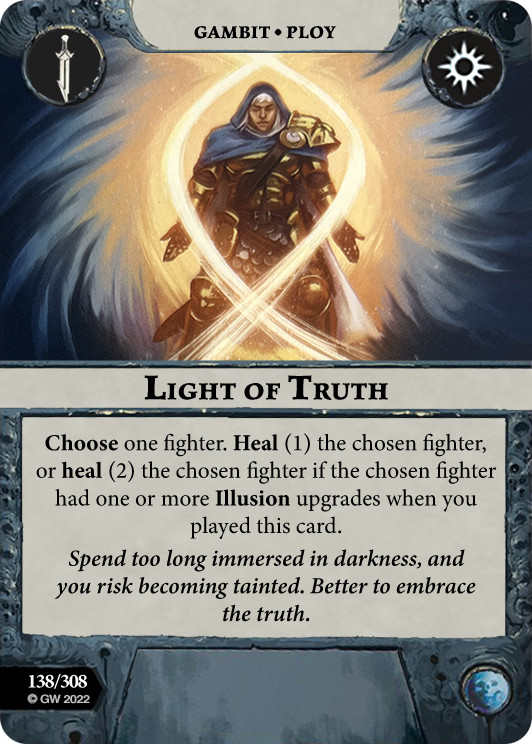 GAMBIT • PLOY
LIGHT OF TRUTH
Choose one fighter. Heal (1) the chosen fighter,
or heal (2) the chosen fighter if the chosen fighter
had one or more Illusion upgrades when you
played this card.
Spend too long immersed in darkness, and
you risk becoming tainted. Better to embrace
the truth.
138/308
© GW 2022